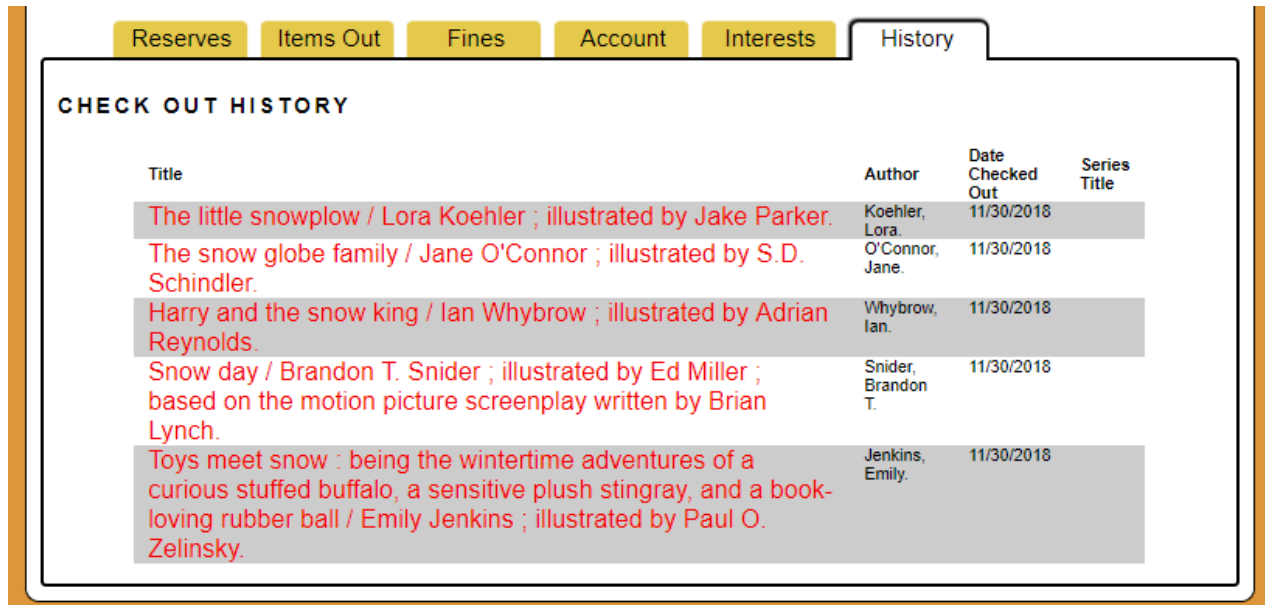 Reserves Items Out Fines Account Interests History
CHECK OUT HISTORY
Title Author Date Checked Out Series Title
The little snowplow / Lora Koehler ; illustrated by Jake Parker.
Koehler,
Lora.
11/30/2018
The snow globe family / Jane O'Connor ; illustrated by S.D.
Schindler.
O'Connor,
Jane.
11/30/2018
Harry and the snow king / Ian Whybrow ; illustrated by Adrian
Reynolds.
Whybrow,
Ian.
11/30/2018
Snow day / Brandon T. Snider ; illustrated by Ed Miller ;
based on the motion picture screenplay written by Brian
Lynch.
Snider,
Brandon
T.
11/30/2018
Toys meet snow : being the wintertime adventures of a
curious stuffed buffalo, a sensitive plush stingray, and a book-
loving rubber ball / Emily Jenkins ; illustrated by Paul O.
Zelinsky.
Jenkins,
Emily.
11/30/2018